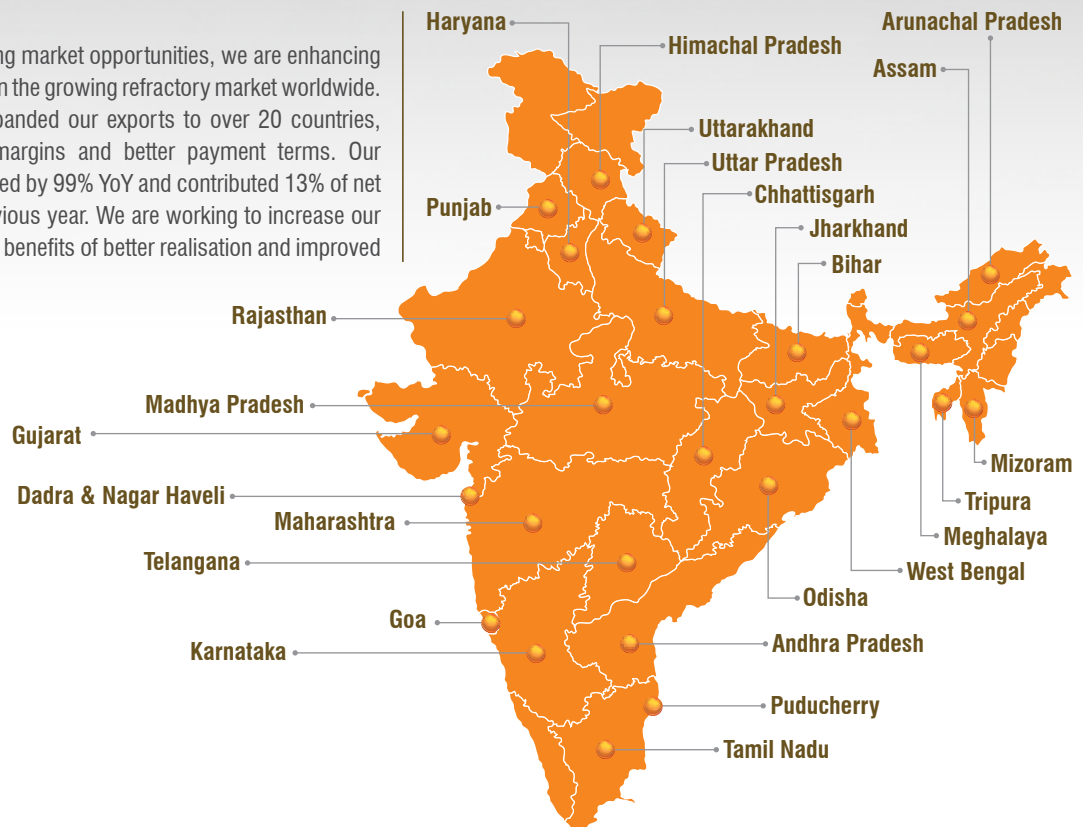 ng market opportunities, we are enhancing
n the growing refractory market worldwide.
panded our exports to over 20 countries,
margins and better payment terms. Our
ed by 99% YoY and contributed 13% of net
vious year. We are working to increase our
benefits of better realisation and improved
Haryana
Himachal Pradesh
Arunachal Pradesh
Assam
Uttarakhand
Uttar Pradesh
Chhattisgarh
Punjab
Jharkhand
Bihar
Rajasthan
Madhya Pradesh
Gujarat
Mizoram
Dadra & Nagar Haveli
Tripura
Maharashtra
Meghalaya
Telangana
West Bengal
Odisha
Goa
Andhra Pradesh
Karnataka
Puducherry
Tamil Nadu